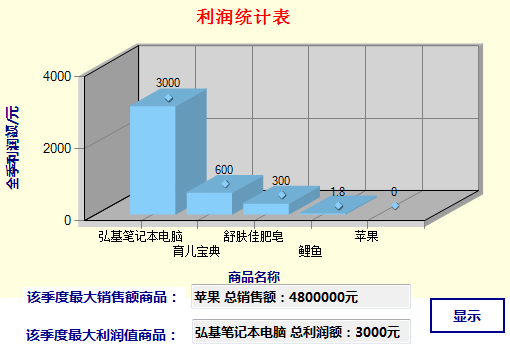 利润统计表
全季利润额/元
4000
2000
0
3000
600
300
1.8
0
弘基笔记本电脑
育儿宝典
舒肤佳肥皂
鲤鱼
苹果
商品名称
该季度最大销售额商品：
苹果 总销售额：4800000元
该季度最大利润值商品：
弘基笔记本电脑 总利润额：3000元
显示